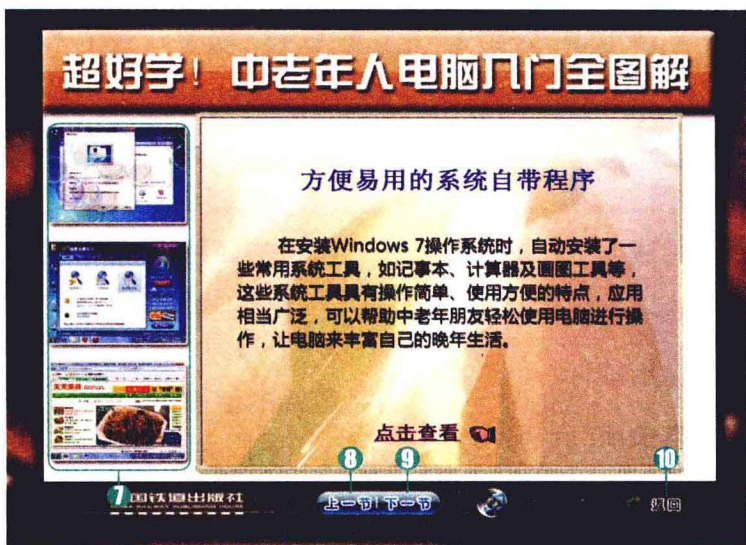 超好学！中老年人电脑入门全图解
方便易用的系统自带程序
在安装Windows 7操作系统时，自动安装了一
些常用系统工具，如记事本、计算器及画图工具等，
这些系统工具具有操作简单、使用方便的特点，应用
相当广泛，可以帮助中老年朋友轻松使用电脑进行操
作，让电脑来丰富自己的晚年生活。
点击查看
8 9 10
7 国铁道出版社 上一节 下一节 返回
CHINA RAILWAY PUBLISHING HOUSE